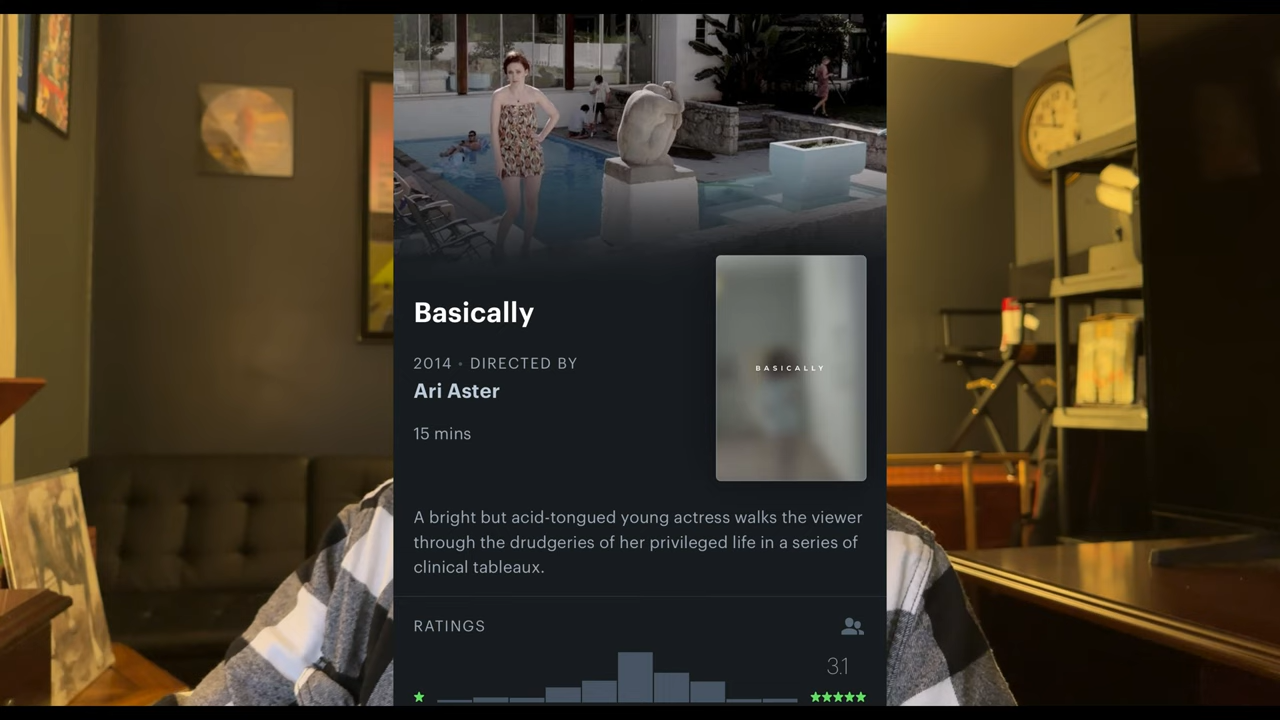 Basically
2014 • DIRECTED BY
Ari Aster
15 mins
BASICALLY
A bright but acid-tongued young actress walks the viewer
through the drudgeries of her privileged life in a series of
clinical tableaux.
RATINGS
3.1